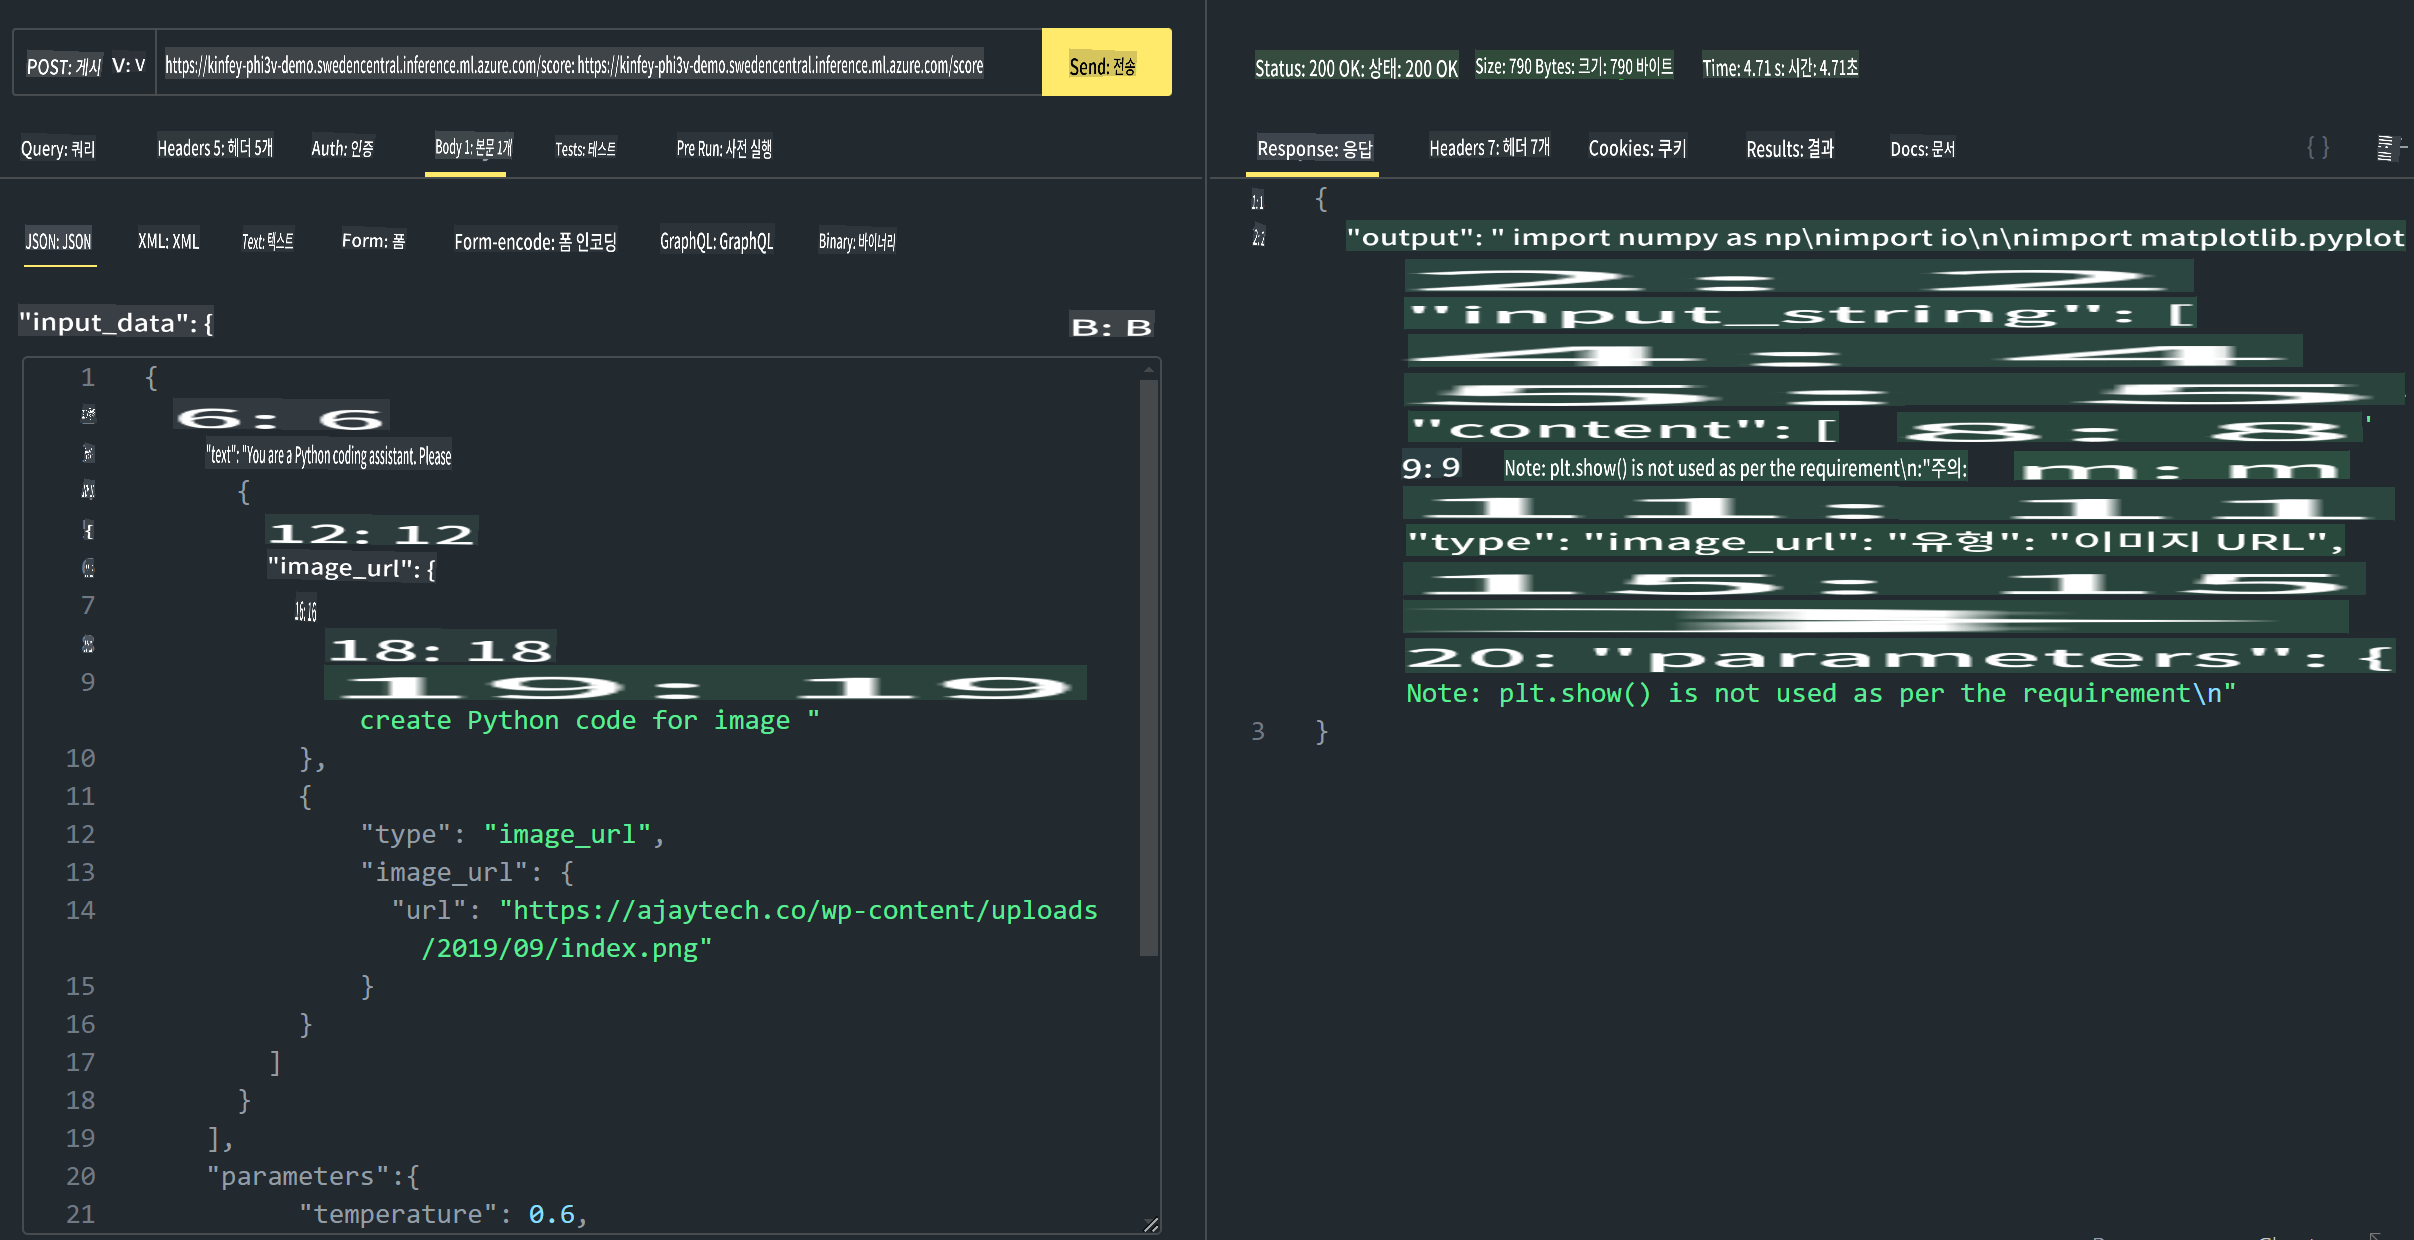 POST: 게시 V: V https://kinfey-phi3v-demo.swedencentral.inference.ml.azure.com/score: https://kinfey-phi3v-demo.swedencentral.inference.ml.azure.com/score Send: 전송
Query: 쿼리 Headers 5: 헤더 5개 Auth: 인증 Body 1: 본문 1개 Tests: 테스트 Pre Run: 사전 실행
JSON: JSON XML: XML Text: 텍스트 Form: 폼 Form-encode: 폼 인코딩 GraphQL: GraphQL Binary: 바이너리
"input_data": { B: B
1 {
6: 6
"text": "You are a Python coding assistant. Please
{
12: 12
"image_url": {
7 16: 16
18: 18
9 19: 19
create Python code for image "
10 },
11 {
12 "type": "image_url",
13 "image_url": {
14 "url": "https://ajaytech.co/wp-content/uploads
/2019/09/index.png"
15 }
16 }
17 ]
18 }
19 ],
20 "parameters":{
21 "temperature": 0.6,
Status: 200 OK: 상태: 200 OK Size: 790 Bytes: 크기: 790 바이트 Time: 4.71 s: 시간: 4.71초
Response: 응답 Headers 7: 헤더 7개 Cookies: 쿠키 Results: 결과 Docs: 문서 { }
1:1 {
2:2 "output": " import numpy as np\nimport io\n\nimport matplotlib.pyplot
2: 2
"input_string": [
4: 4
5: 5
"content": [ 8: 8 '
9: 9 Note: plt.show() is not used as per the requirement\n:"주의: m: m
11: 11
"type": "image_url": "유형": "이미지 URL",
15: 15
20: "parameters": {
Note: plt.show() is not used as per the requirement\n"
3 }